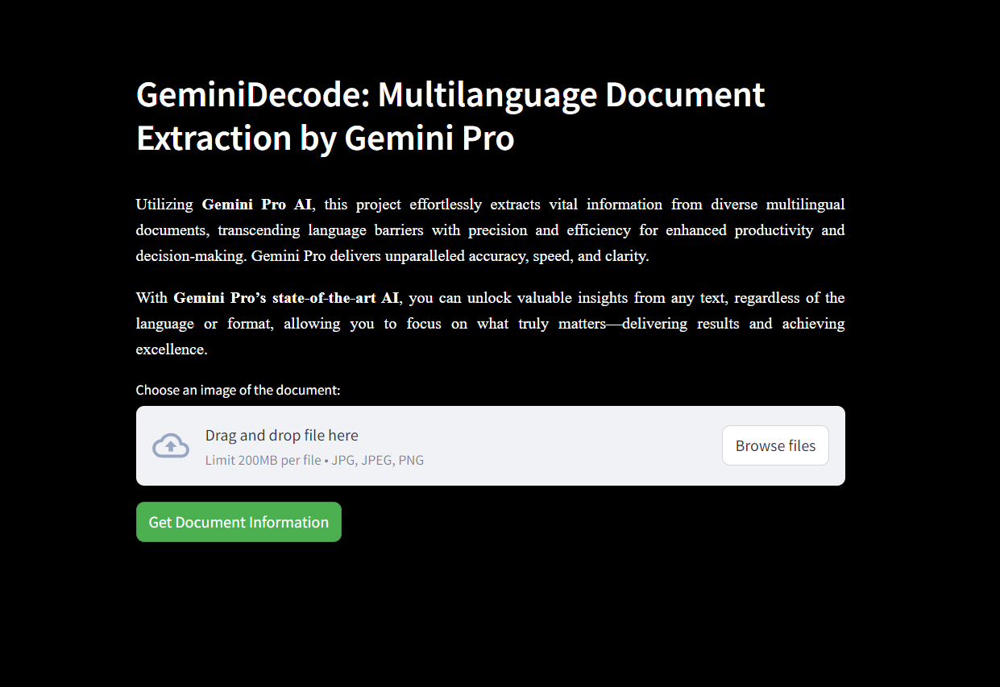 GeminiDecode: Multilanguage Document
Extraction by Gemini Pro
Utilizing Gemini Pro AI, this project effortlessly extracts vital information from diverse multilingual
documents, transcending language barriers with precision and efficiency for enhanced productivity and
decision-making. Gemini Pro delivers unparalleled accuracy, speed, and clarity.
With Gemini Pro’s state-of-the-art AI, you can unlock valuable insights from any text, regardless of the
language or format, allowing you to focus on what truly matters—delivering results and achieving
excellence.
Choose an image of the document:
Drag and drop file here
Limit 200MB per file • JPG, JPEG, PNG
Browse files
Get Document Information